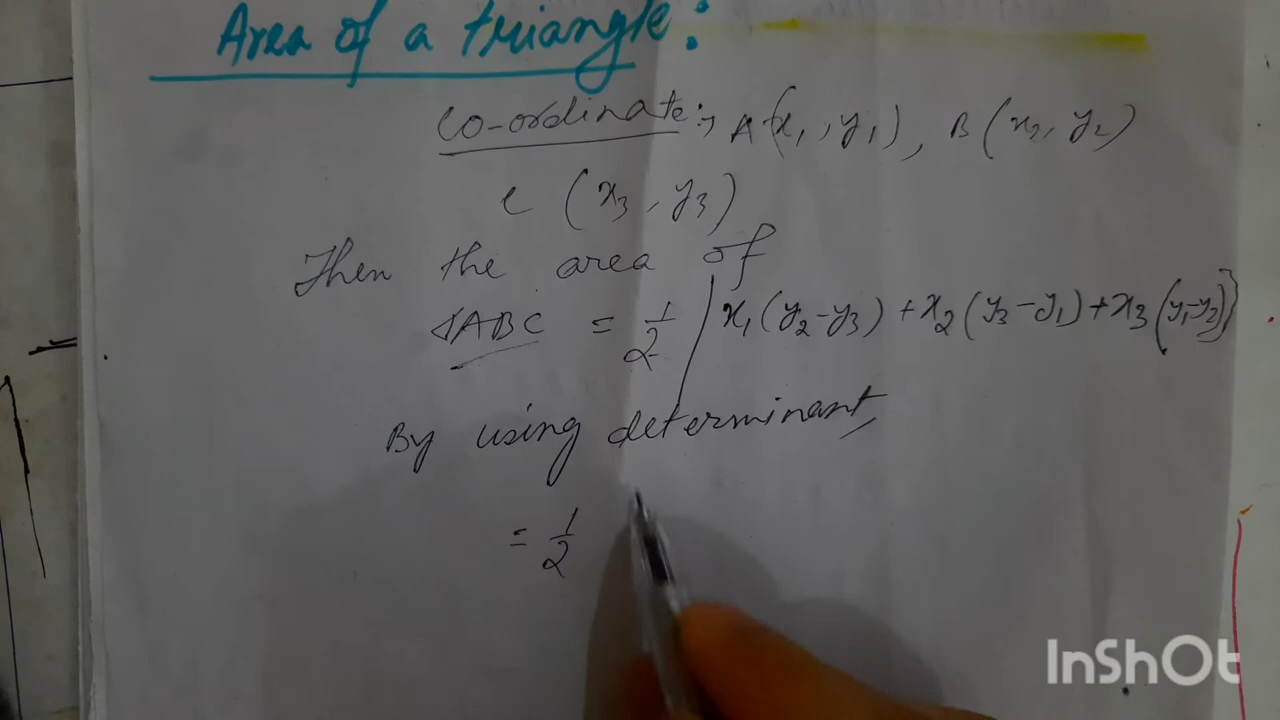 Area of a triangle:
Co-ordinate:, A(x₁, y₁), B(x₂, y₂)
C (x₃, y₃)
Then the area of
△ABC = 1/2 | x₁(y₂-y₃) + x₂(y₃-y₁) + x₃(y₁-y₂)}
By using determinant,
= 1/2
InShOt